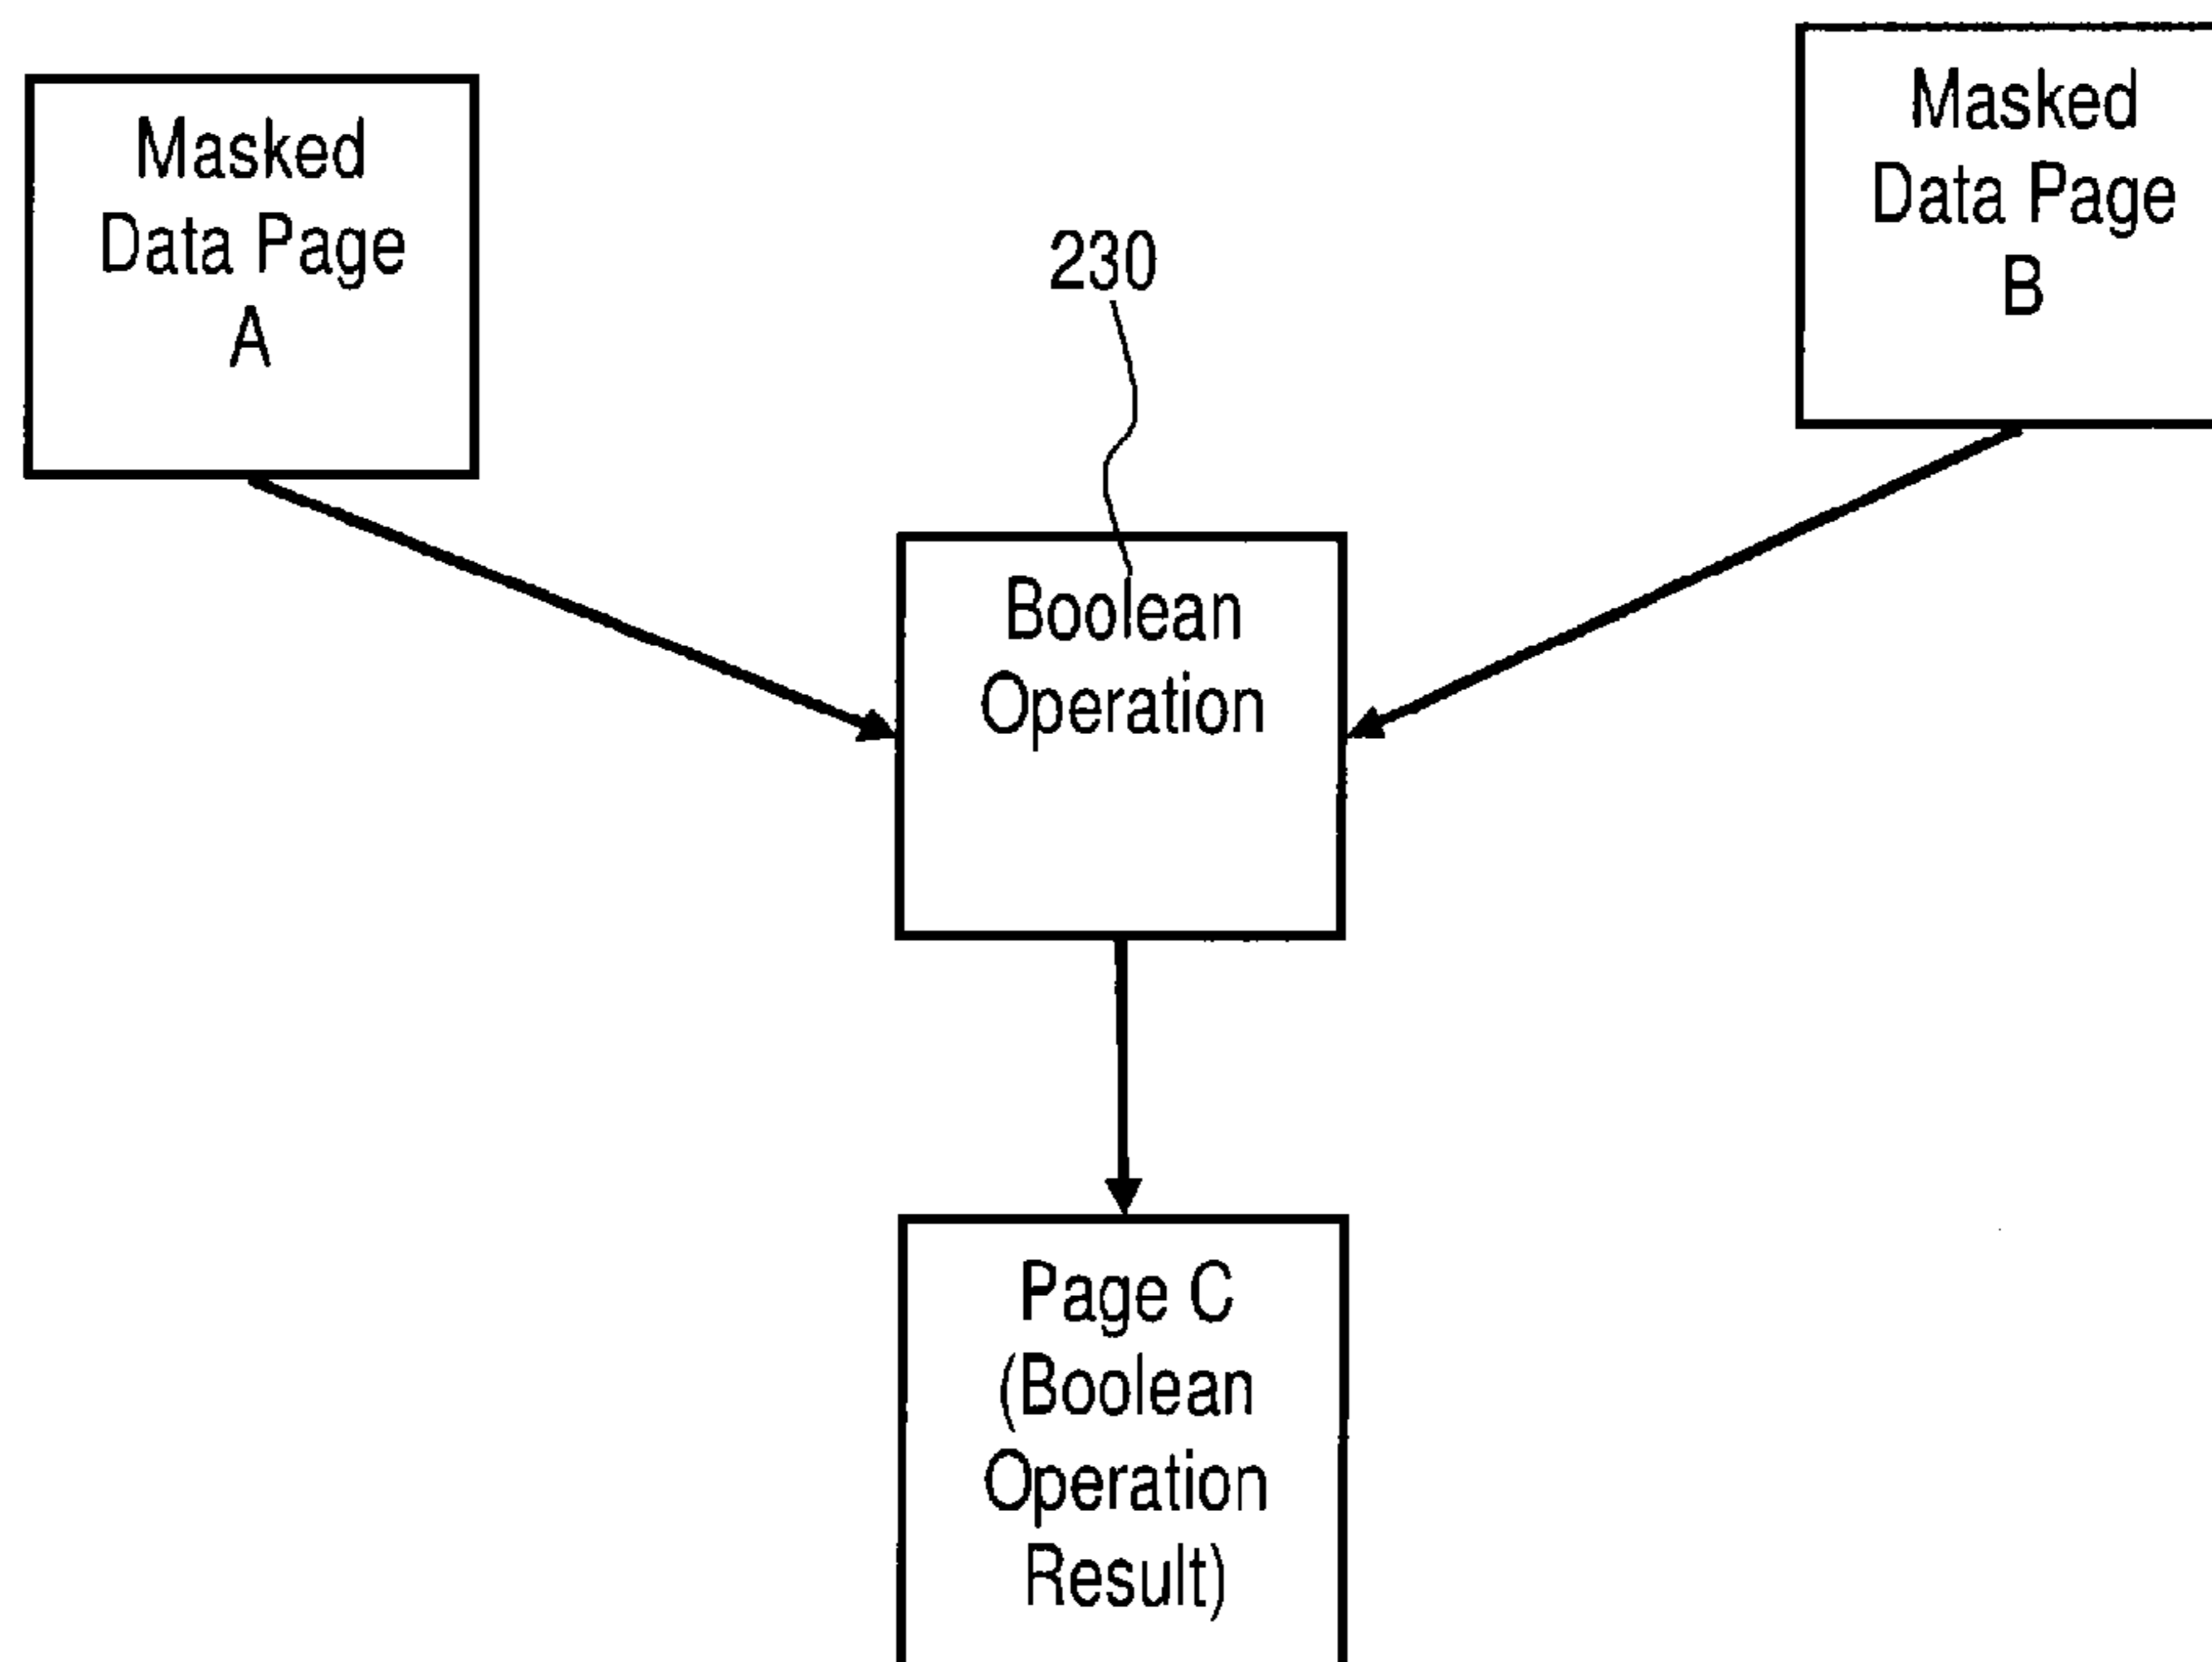 Masked
Data Page
A
Masked
Data Page
B
230
Boolean
Operation
Page C
(Boolean
Operation
Result)